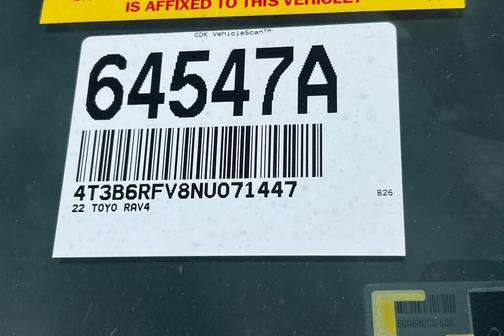 IS AFFIXED TO THIS VEHICLE?
CDK VehicleScan™
64547A
4T3B6RFV8NU071447
22 TOYO RAV4
B26